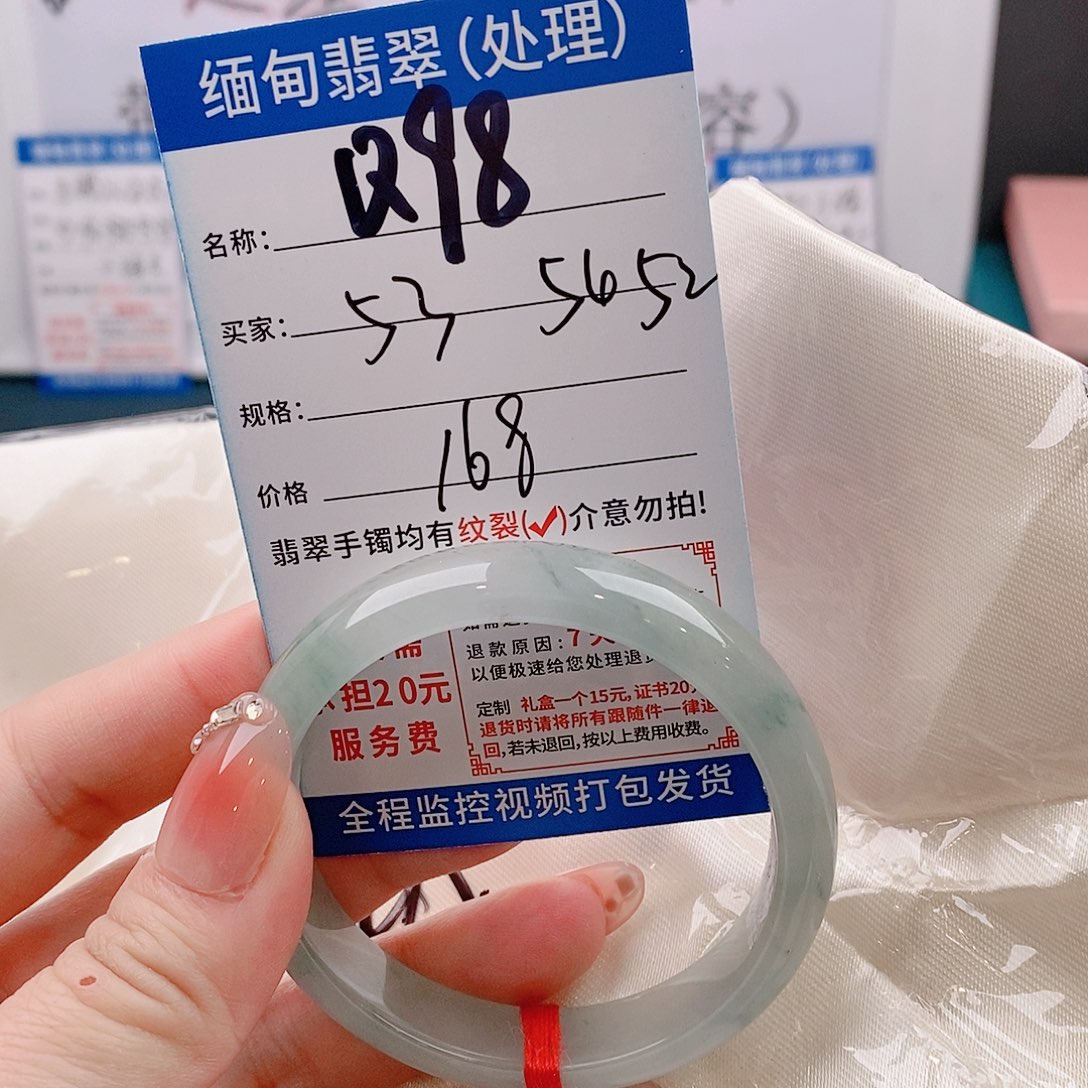 缅甸翡翠(处理)
名称: Q98
买家: 53 5652
规格:
价格 168
翡翠手镯均有纹裂(✓)介意勿拍!
退款原因:7天
以便极速给您处理退
担20元
定制 礼盒一个15元,证书20
服务费
退货时请将所有跟随件一律退
回,若未退回,按以上费用收费。
全程监控视频打包发货